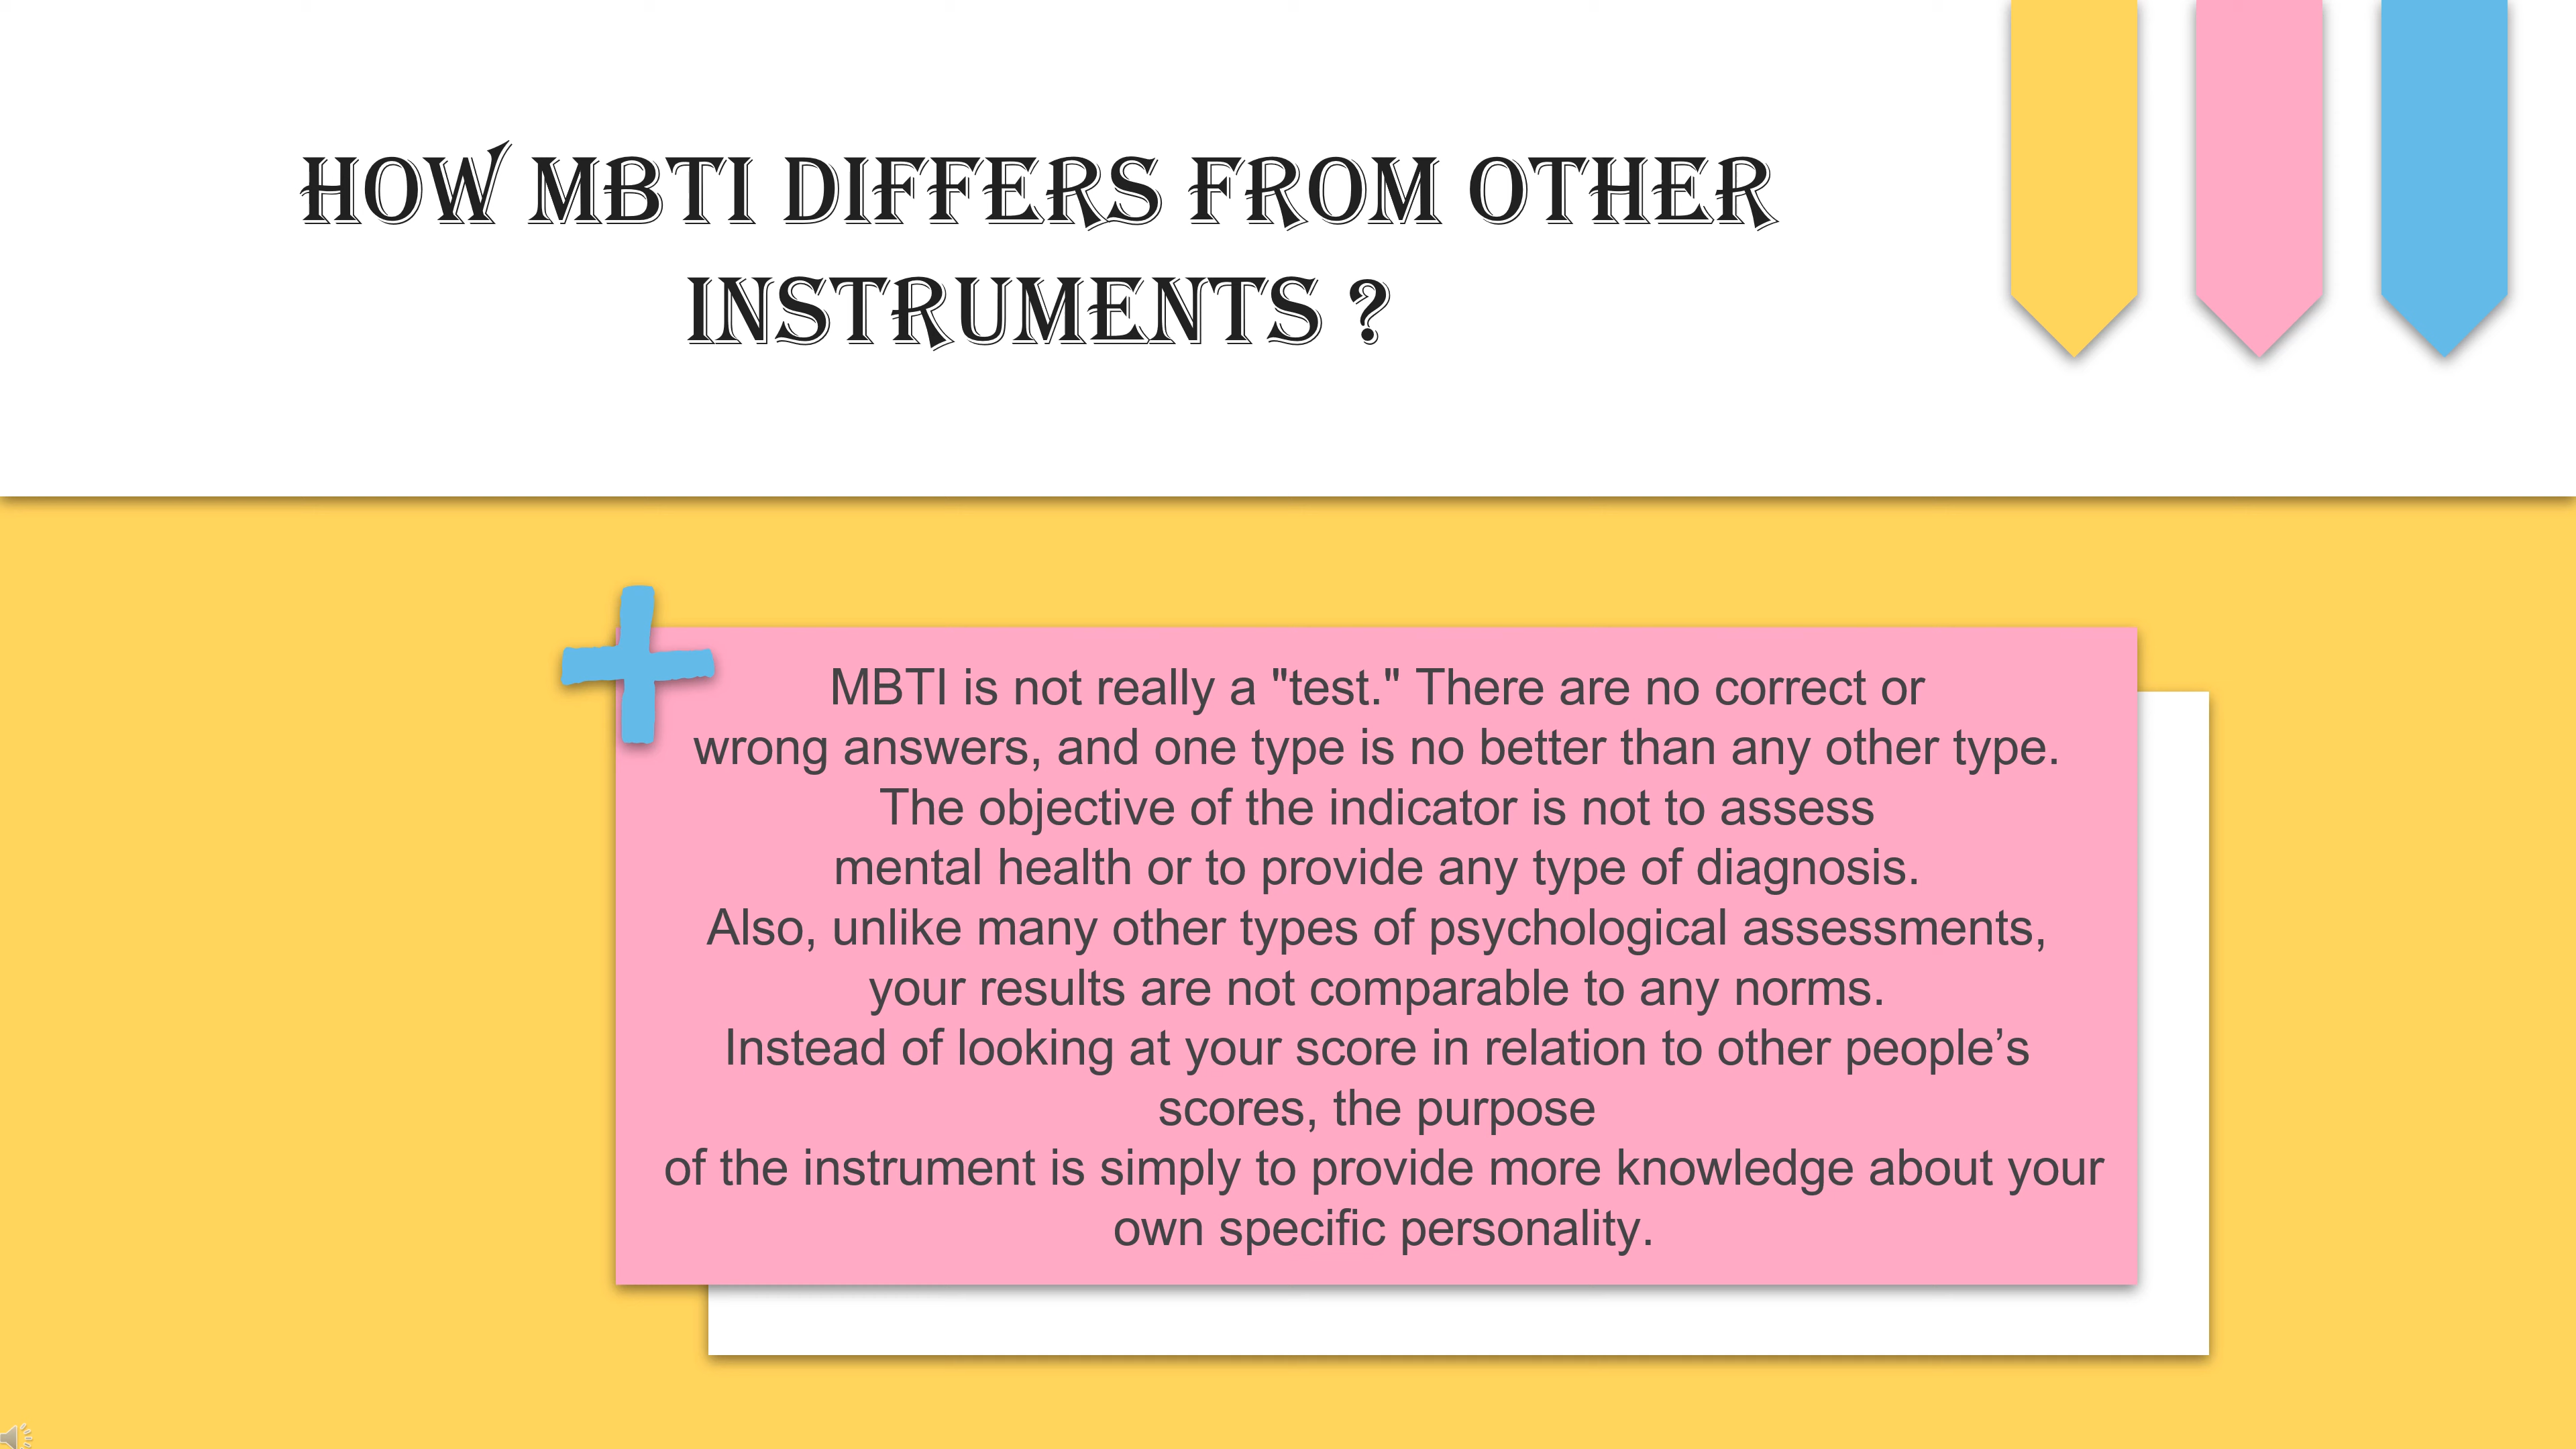 HOW MBTI DIFFERS FROM OTHER
INSTRUMENTS ?
MBTI is not really a "test." There are no correct or
wrong answers, and one type is no better than any other type.
The objective of the indicator is not to assess
mental health or to provide any type of diagnosis.
Also, unlike many other types of psychological assessments,
your results are not comparable to any norms.
Instead of looking at your score in relation to other people’s
scores, the purpose
of the instrument is simply to provide more knowledge about your
own specific personality.